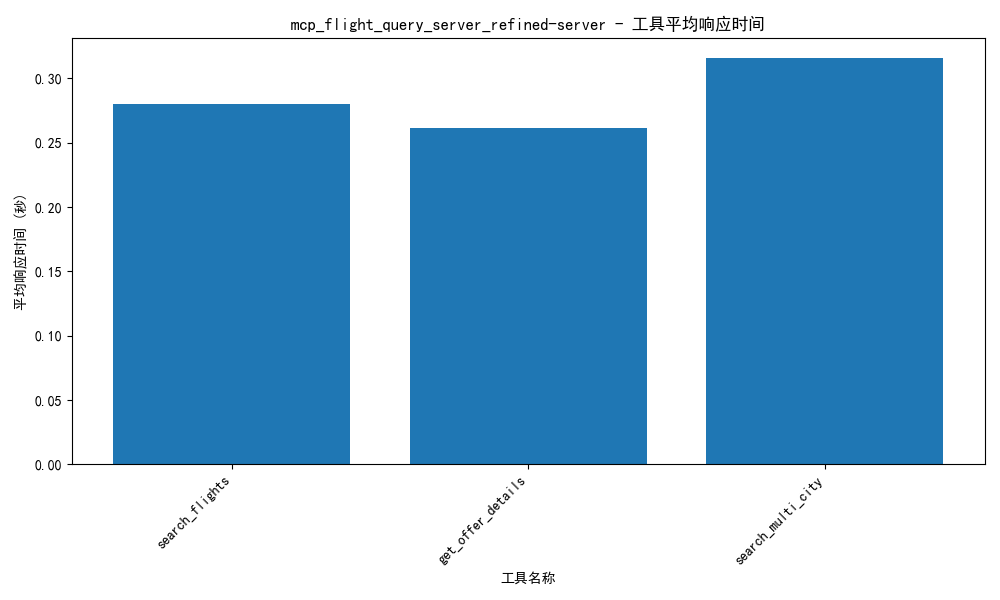 mcp_flight_query_server_refined-server - 工具平均响应时间
平均响应时间 (秒)
0.30
0.25
0.20
0.15
0.10
0.05
0.00
search_flights
get_offer_details
search_multi_city
工具名称